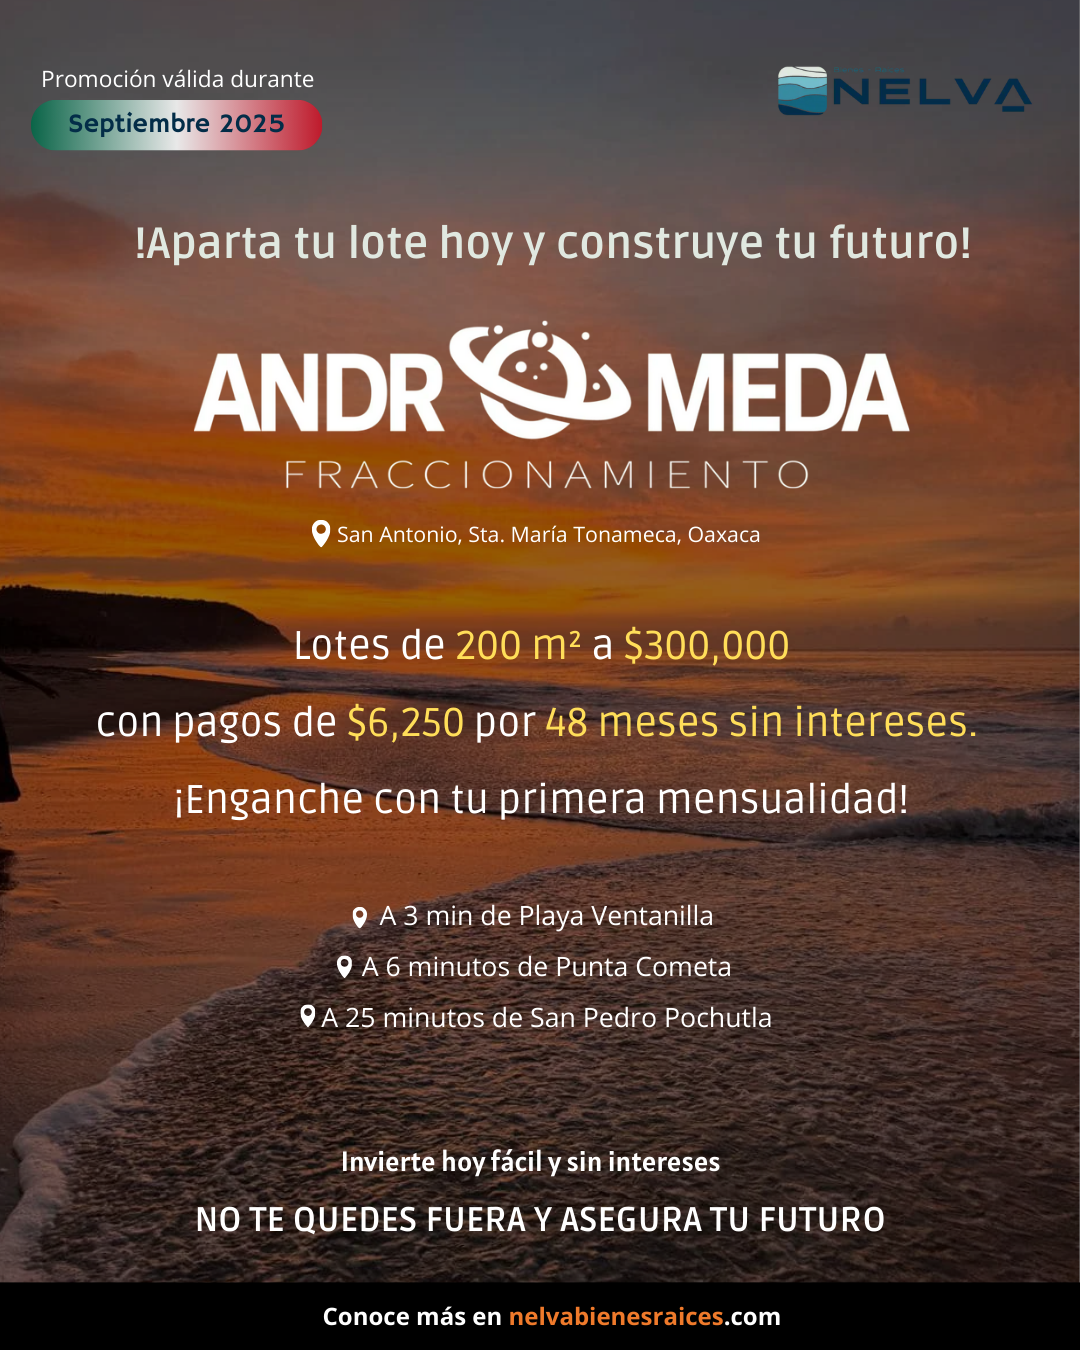 Promoción válida durante
Septiembre 2025
NELVA
!Aparta tu lote hoy y construye tu futuro!
ANDROMEDA
FRACCIONAMIENTO
San Antonio, Sta. María Tonameca, Oaxaca
Lotes de 200 m² a $300,000
con pagos de $6,250 por 48 meses sin intereses.
¡Enganche con tu primera mensualidad!
A 3 min de Playa Ventanilla
A 6 minutos de Punta Cometa
A 25 minutos de San Pedro Pochutla
Invierte hoy fácil y sin intereses
NO TE QUEDES FUERA Y ASEGURA TU FUTURO
Conoce más en nelvabienesraices.com